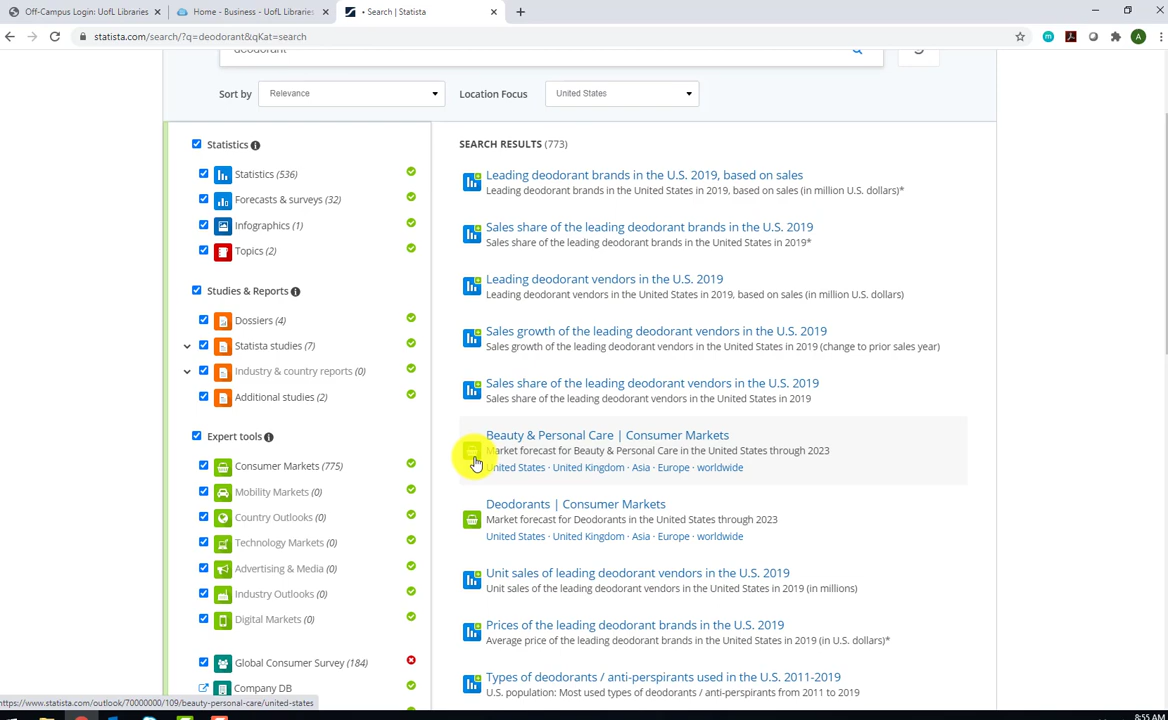 Off-Campus Login: UofL Libraries
Home - Business - UofL Libraries
• Search | Statista
statista.com/search/?q=deodorant&qKat=search
A
deodorant
Sort by
Relevance
Location Focus
United States
Statistics
Statistics (536)
Forecasts & surveys (32)
Infographics (1)
Topics (2)
Studies & Reports
Dossiers (4)
Statista studies (7)
Industry & country reports (0)
Additional studies (2)
Expert tools
Consumer Markets (775)
Mobility Markets (0)
Country Outlooks (0)
Technology Markets (0)
Advertising & Media (0)
Industry Outlooks (0)
Digital Markets (0)
Global Consumer Survey (184)
Company DB
SEARCH RESULTS (773)
Leading deodorant brands in the U.S. 2019, based on sales
Leading deodorant brands in the United States in 2019, based on sales (in million U.S. dollars)*
Sales share of the leading deodorant brands in the U.S. 2019
Sales share of the leading deodorant brands in the United States in 2019*
Leading deodorant vendors in the U.S. 2019
Leading deodorant vendors in the United States in 2019, based on sales (in million U.S. dollars)
Sales growth of the leading deodorant vendors in the U.S. 2019
Sales growth of the leading deodorant vendors in the United States in 2019 (change to prior sales year)
Sales share of the leading deodorant vendors in the U.S. 2019
Sales share of the leading deodorant vendors in the United States in 2019
Beauty & Personal Care | Consumer Markets
Market forecast for Beauty & Personal Care in the United States through 2023
United States · United Kingdom · Asia · Europe · worldwide
Deodorants | Consumer Markets
Market forecast for Deodorants in the United States through 2023
United States · United Kingdom · Asia · Europe · worldwide
Unit sales of leading deodorant vendors in the U.S. 2019
Unit sales of the leading deodorant vendors in the United States in 2019 (in millions)
Prices of the leading deodorant brands in the U.S. 2019
Average price of the leading deodorant brands in the United States in 2019 (in U.S. dollars)*
Types of deodorants / anti-perspirants used in the U.S. 2011-2019
U.S. population: Most used types of deodorants / anti-perspirants from 2011 to 2019
https://www.statista.com/outlook/70000000/109/beauty-personal-care/united-states
8:55 AM